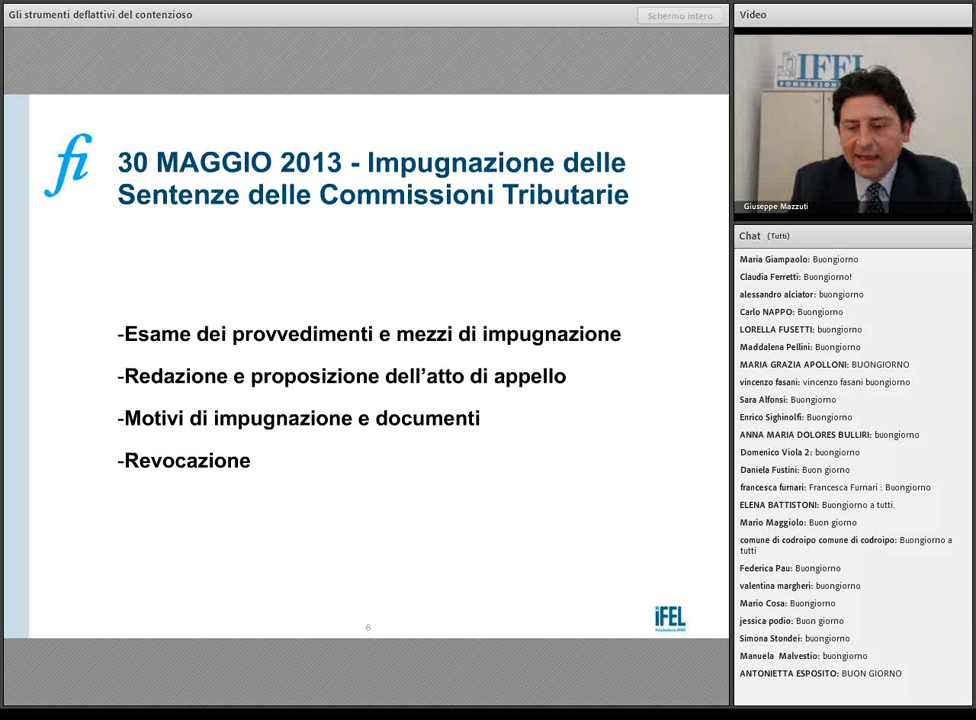 Gli strumenti deflattivi del contenzioso
Schermo intero
30 MAGGIO 2013 - Impugnazione delle
Sentenze delle Commissioni Tributarie
-Esame dei provvedimenti e mezzi di impugnazione
-Redazione e proposizione dell’atto di appello
-Motivi di impugnazione e documenti
-Revocazione
6
iFEL
Video
IFEL
FONDAZION
Giuseppe Mazzuti
Chat (Tutti)
Maria Giampaolo: Buongiorno
Claudia Ferretti: Buongiorno!
alessandro alciator: buongiorno
Carlo NAPPO: Buongiorno
LORELLA FUSETTI: buongiorno
Maddalena Pellini: Buongiorno
MARIA GRAZIA APOLLONI: BUONGIORNO
vincenzo fasani: vincenzo fasani buongiorno
Sara Alfonsi: Buongiorno
Enrico Sighinolfi: Buongiorno
ANNA MARIA DOLORES BULLIRI: buongiorno
Domenico Viola 2: buongiorno
Daniela Fustini: Buon giorno
francesca furnari: Francesca Furnari : Buongiorno
ELENA BATTISTONI: Buongiorno a tutti.
Mario Maggiolo: Buon giorno
comune di codroipo comune di codroipo: Buongiorno a
tutti
Federica Pau: Buongiorno
valentina margheri: buongiorno
Mario Cosa: Buongiorno
jessica podio: Buon giorno
Simona Stondei: buongiorno
Manuela Malvestio: buongiorno
ANTONIETTA ESPOSITO: BUON GIORNO